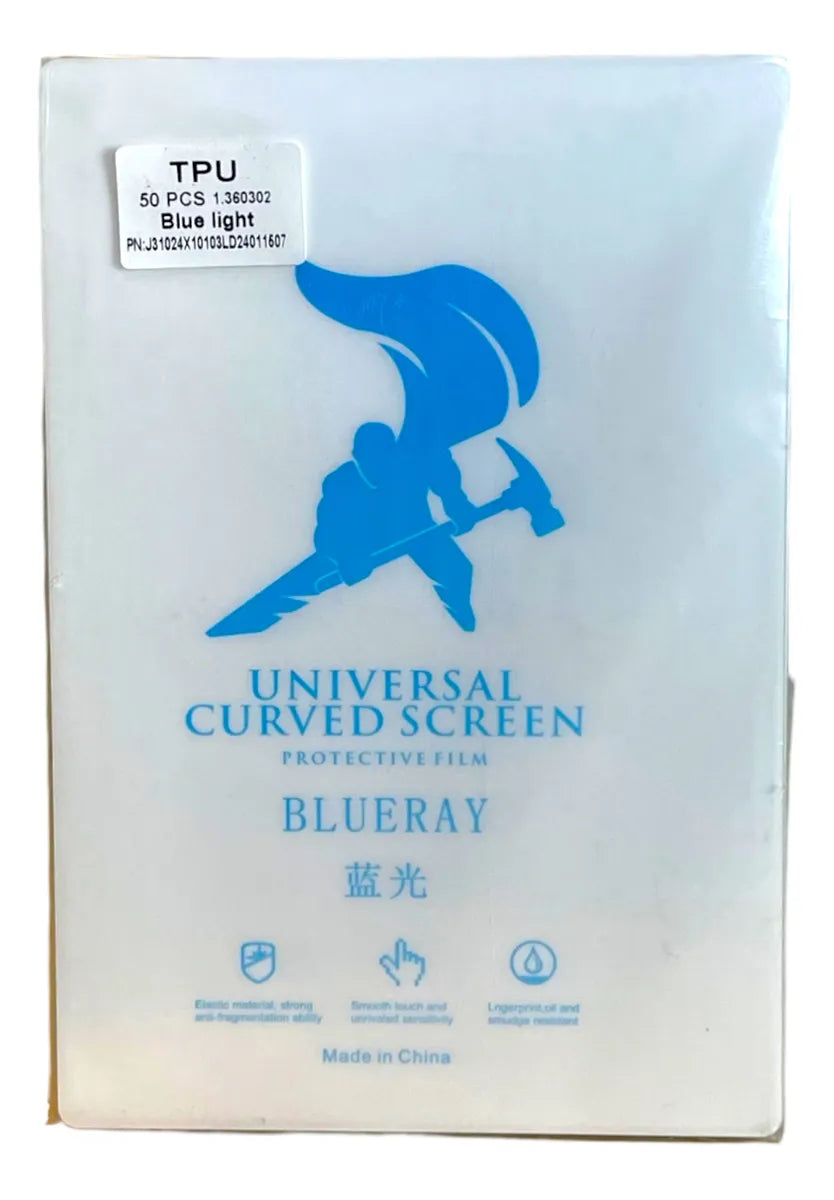 TPU
50 PCS 1.360302
Blue light
PN:J31024X10103LD24011507
UNIVERSAL
CURVED SCREEN
PROTECTIVE FILM
BLUERAY
蓝光
Elastic material, strong
anti-fragmentation ability
Smooth touch and
unrivaled sensitivity
Lngerprint,oil and
smudge resistant
Made in China